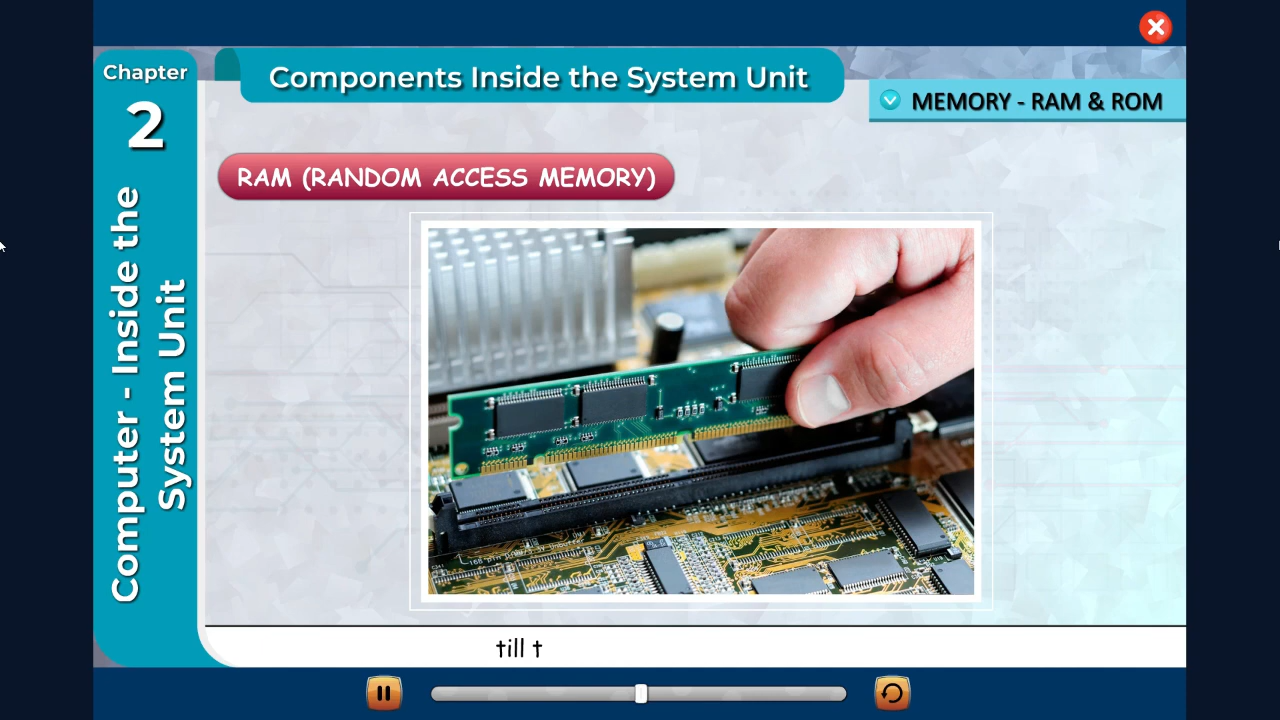 Chapter
2
Computer - Inside the
System Unit
Components Inside the System Unit
MEMORY - RAM & ROM
RAM (RANDOM ACCESS MEMORY)
till t